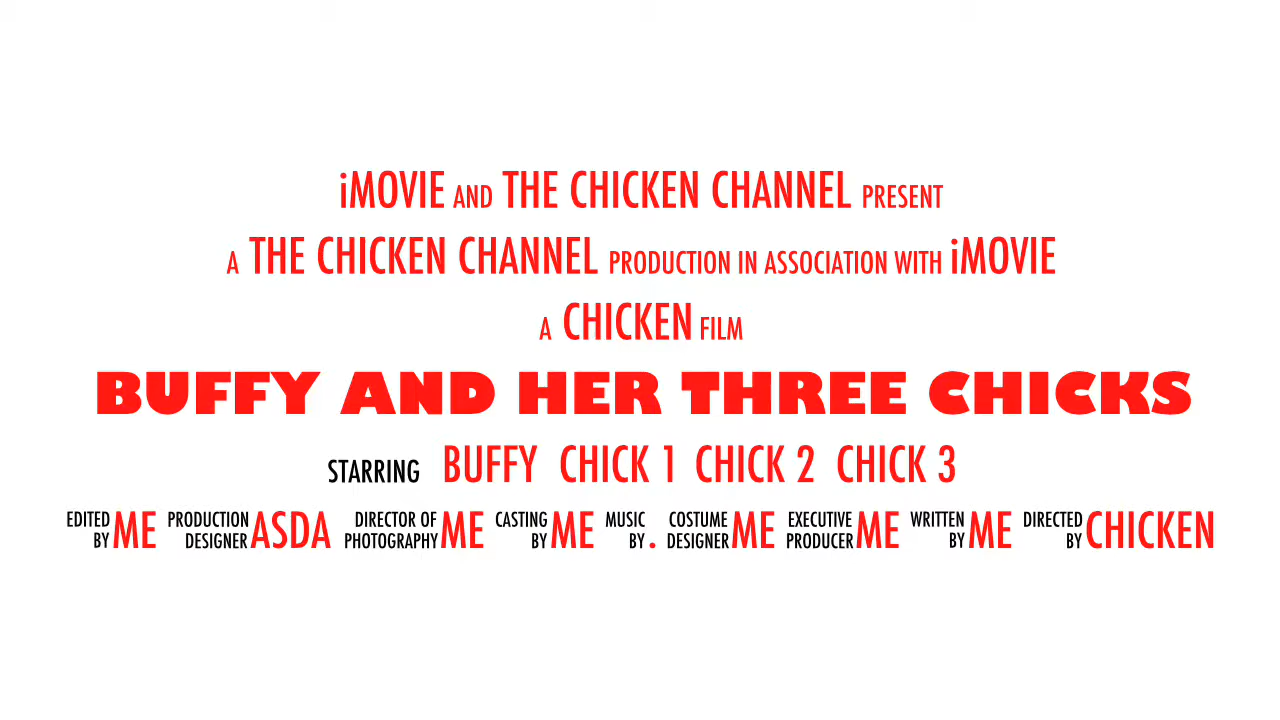 iMOVIE AND THE CHICKEN CHANNEL PRESENT
A THE CHICKEN CHANNEL PRODUCTION IN ASSOCIATION WITH iMOVIE
A CHICKEN FILM
BUFFY AND HER THREE CHICKS
STARRING BUFFY CHICK 1 CHICK 2 CHICK 3
EDITED BY ME PRODUCTION DESIGNER ASDA DIRECTOR OF PHOTOGRAPHY ME CASTING BY ME MUSIC BY . COSTUME DESIGNER ME EXECUTIVE PRODUCER ME WRITTEN BY ME DIRECTED BY CHICKEN